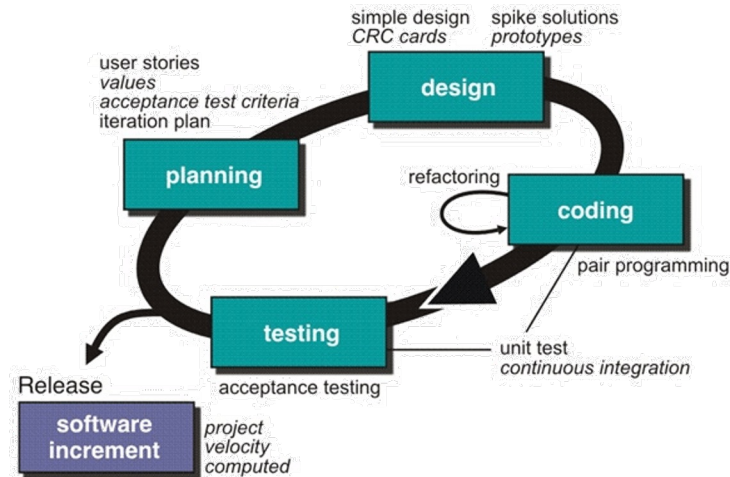 simple design
CRC cards
spike solutions
prototypes
design
user stories
values
acceptance test criteria
iteration plan
planning
refactoring
coding
pair programming
testing
unit test
continuous integration
acceptance testing
Release
software
increment
project
velocity
computed